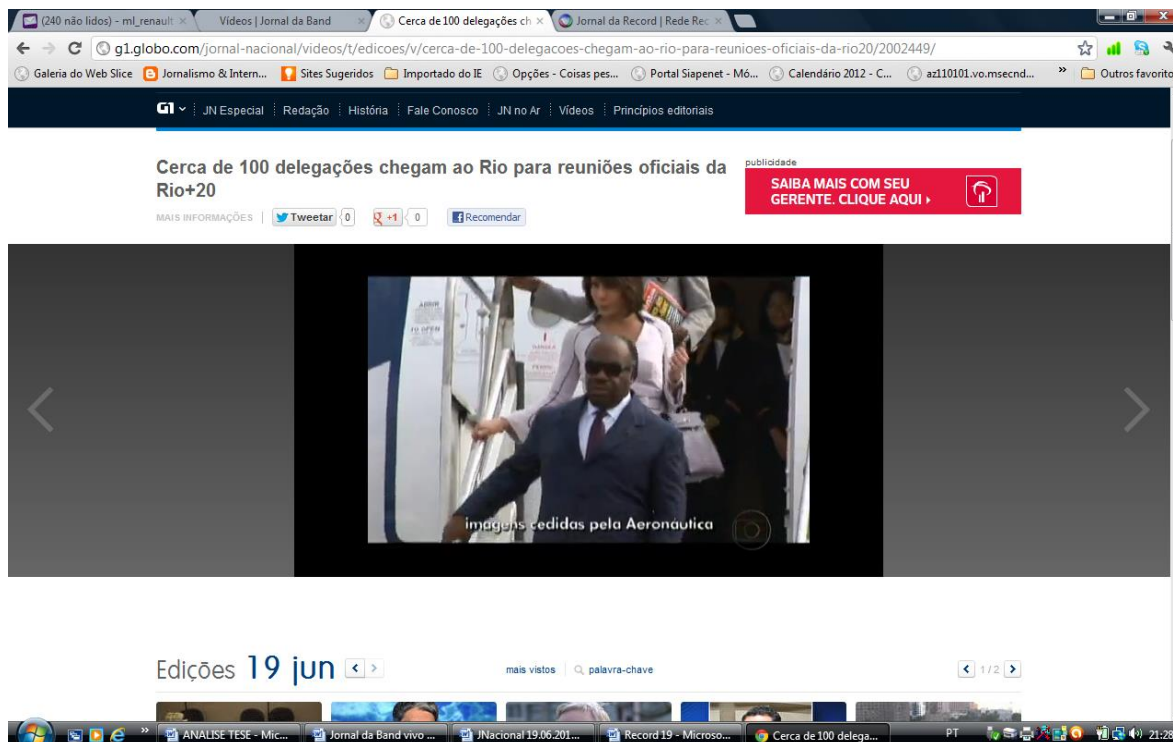 (240 não lidos) - ml_renault
Vídeos | Jornal da Band
Cerca de 100 delegações ch
Jornal da Record | Rede Rec
g1.globo.com/jornal-nacional/videos/t/edicoes/v/cerca-de-100-delegacoes-chegam-ao-rio-para-reunioes-oficiais-da-rio20/2002449/
Galeria do Web Slice
Jornalismo & Intern...
Sites Sugeridos
Importado do IE
Opções - Coisas pes...
Portal Siapenet - Mó...
Calendário 2012 - C...
az110101.vo.msecnd...
Outros favorito
G1
JN Especial
Redação
História
Fale Conosco
JN no Ar
Vídeos
Princípios editoriais
Cerca de 100 delegações chegam ao Rio para reuniões oficiais da
Rio+20
MAIS INFORMAÇÕES
Tweetar
0
+1
0
Recomendar
publicidade
SAIBA MAIS COM SEU
GERENTE. CLIQUE AQUI
imagens cedidas pela Aeronáutica
Edições 19 jun
mais vistos
palavra-chave
1/2
ANALISE TESE - Mic...
Jornal da Band vivo ...
JNacional 19.06.201...
Record 19 - Microso...
Cerca de 100 delega...
PT